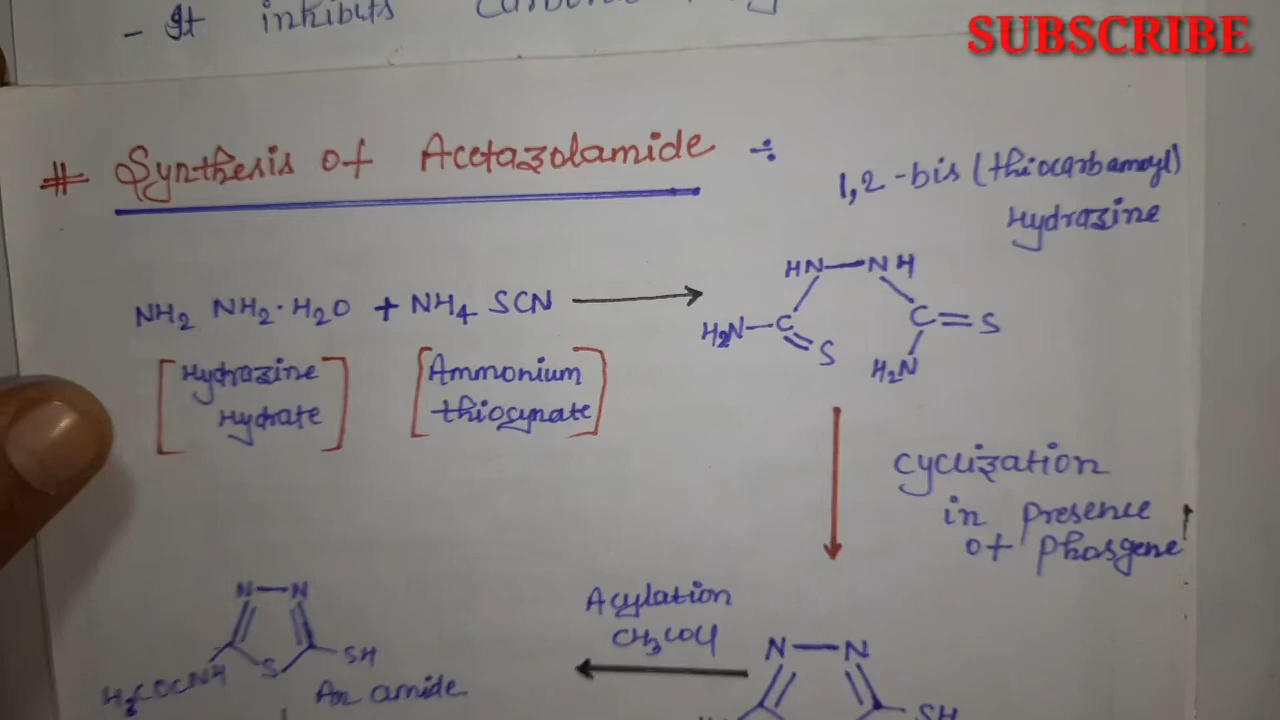 - It inhibits
SUBSCRIBE
# Synthesis of Acetazolamide ÷
1,2-bis (thiocarbamoyl)
Hydrazine
HN—NH
NH2 NH2·H2O + NH4 SCN
H2N—C=S
C=S
H2N
[Hydrazine
Hydrate]
[Ammonium
thiocynate]
Cyclization
in presence
of phosgene
Acylation
CH3COCl
N—N
SH
H3COCNH
S
An amide
N—N
SH